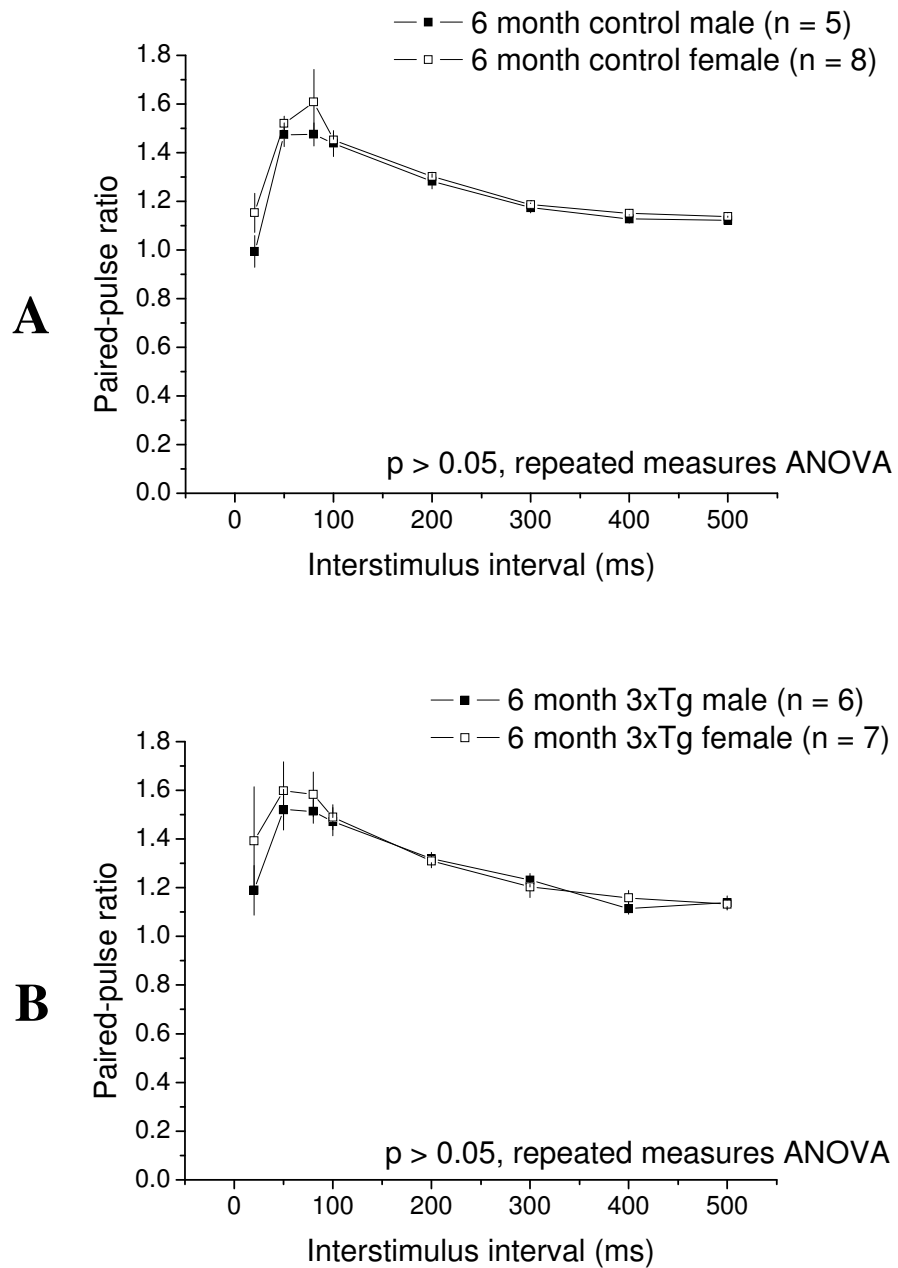 6 month control male (n = 5)
6 month control female (n = 8)
1.8
1.6
1.4
1.2
1.0
0.8
0.6
0.4
0.2
0.0
Paired-pulse ratio
A
p > 0.05, repeated measures ANOVA
0 100 200 300 400 500
Interstimulus interval (ms)
6 month 3xTg male (n = 6)
6 month 3xTg female (n = 7)
1.8
1.6
1.4
1.2
1.0
0.8
0.6
0.4
0.2
0.0
Paired-pulse ratio
B
p > 0.05, repeated measures ANOVA
0 100 200 300 400 500
Interstimulus interval (ms)